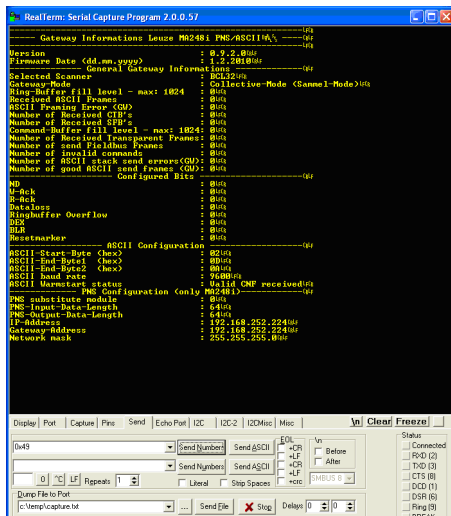 RealTerm: Serial Capture Program 2.0.0.57
Gateway Informations Leuze MA248i PNS/ASCII
Version : 0.9.2.0
Firmware Date (dd.mm.yyyy) : 1.2.2010
General Gateway Informations
Selected Scanner : BCL32
Gateway-Mode : Collective-Mode (Sammel-Mode)
Ring-Buffer fill level - max: 1024 : 0
Received ASCII Frames : 0
ASCII Framing Error (GW) : 0
Number of Received CTB's : 0
Number of Received SFB's : 0
Command-Buffer fill level - max: 1024: 0
Number of Received Transparent Frames: 0
Number of send Fieldbus Frames : 0
Number of invalid commands : 0
Number of ASCII stack send errors(GW): 0
Number of good ASCII send frames (GW): 0
Configured Bits
ND : 0
W-Ack : 0
R-Ack : 0
Dataloss : 0
Ringbuffer Overflow : 0
DEX : 0
BLR : 0
Resetmarker : 0
ASCII Configuration
ASCII-Start-Byte (hex) : 02
ASCII-End-Byte1 (hex) : 0D
ASCII-End-Byte2 (hex) : 0A
ASCII baud rate : 9600
ASCII Warmstart status : Valid CNF received
PNS Configuration (only MA248i)
PNS substitute module : 0
PNS-Input-Data-Length : 64
PNS-Output-Data-Length : 64
IP-Address : 192.168.252.224
Gateway-Address : 192.168.252.224
Network mask : 255.255.255.0
Display Port Capture Pins Send Echo Port I2C I2C-2 I2CMisc Misc \n Clear Freeze
0x49 Send Numbers Send ASCII
Send Numbers Send ASCII
EOL
+CR
+LF
+CR
+LF
+crc
\n
Before
After
SMBUS 8
0 ^C LF Repeats 1 Literal Strip Spaces
Dump File to Port
c:\temp\capture.txt ... Send File Stop Delays 0 0
Status
Connected
RXD (2)
TXD (3)
CTS (8)
DCD (1)
DSR (6)
Ring (9)